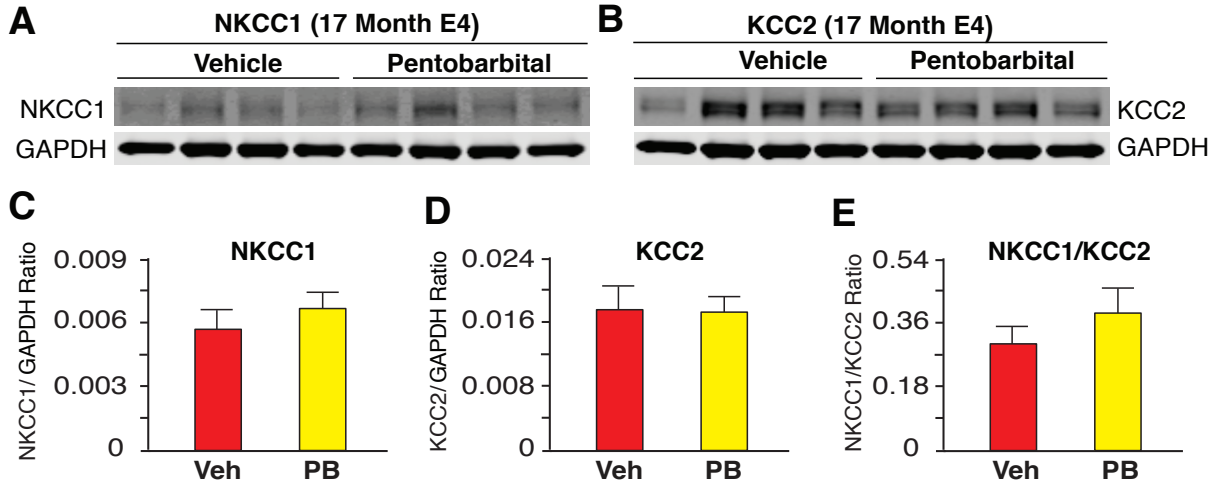 A
NKCC1 (17 Month E4)
Vehicle Pentobarbital
NKCC1
GAPDH
B
KCC2 (17 Month E4)
Vehicle Pentobarbital
KCC2
GAPDH
C
NKCC1
NKCC1/ GAPDH Ratio
0.009
0.006
0.003
0
Veh PB
D
KCC2
KCC2/GAPDH Ratio
0.024
0.016
0.008
0
Veh PB
E
NKCC1/KCC2
NKCC1/KCC2 Ratio
0.54
0.36
0.18
0
Veh PB